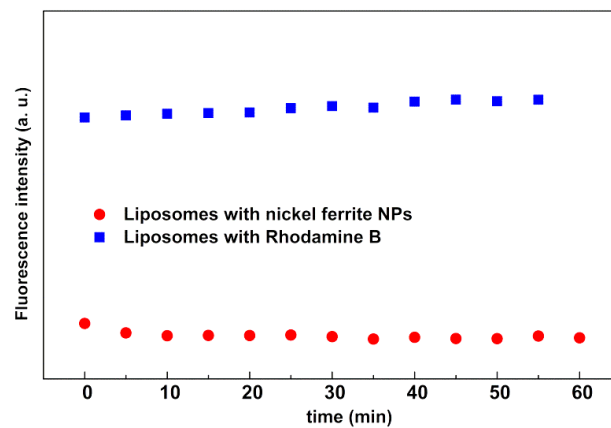 Fluorescence intensity (a. u.)
Liposomes with nickel ferrite NPs
Liposomes with Rhodamine B
0 10 20 30 40 50 60
time (min)